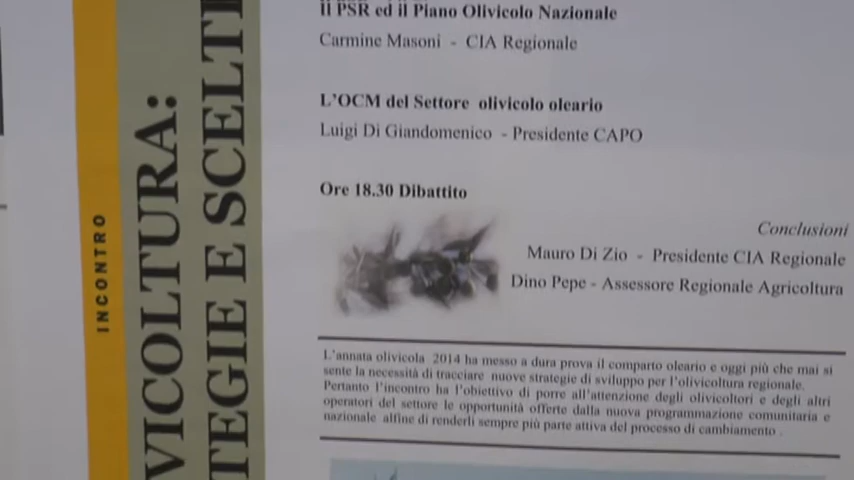 INCONTRO
VICOLTURA:
TEGIE E SCELTE
Il PSR ed il Piano Olivicolo Nazionale
Carmine Masoni - CIA Regionale
L'OCM del Settore olivicolo oleario
Luigi Di Giandomenico - Presidente CAPO
Ore 18.30 Dibattito
Conclusioni
Mauro Di Zio - Presidente CIA Regionale
Dino Pepe - Assessore Regionale Agricoltura
L'annata olivicola 2014 ha messo a dura prova il comparto oleario e oggi più che mai si
sente la necessità di tracciare nuove strategie di sviluppo per l'olivicoltura regionale.
Pertanto l'incontro ha l'obiettivo di porre all'attenzione degli olivicoltori e degli altri
operatori del settore le opportunità offerte dalla nuova programmazione comunitaria e
nazionale alfine di renderli sempre più parte attiva del processo di cambiamento .